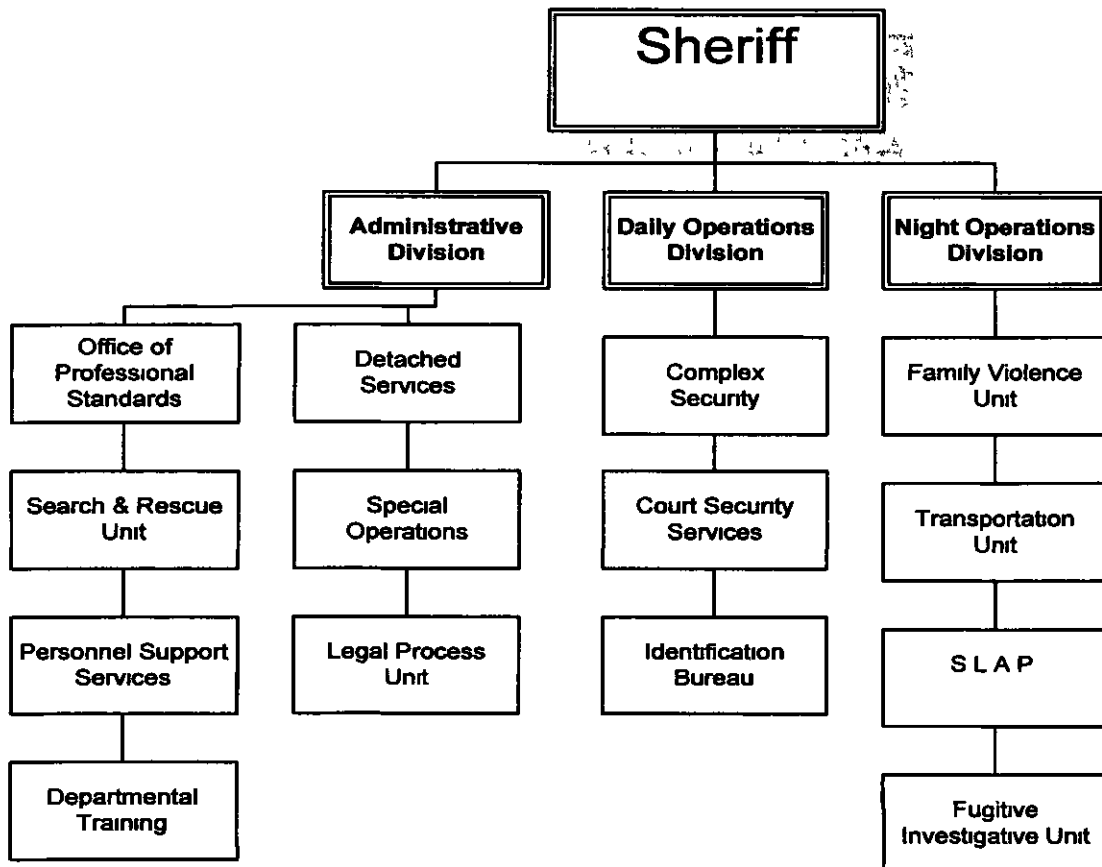 Sheriff
Administrative
Division
Daily Operations
Division
Night Operations
Division
Office of
Professional
Standards
Detached
Services
Complex
Security
Family Violence
Unit
Search & Rescue
Unit
Special
Operations
Court Security
Services
Transportation
Unit
Personnel Support
Services
Legal Process
Unit
Identification
Bureau
S L A P
Departmental
Training
Fugitive
Investigative Unit